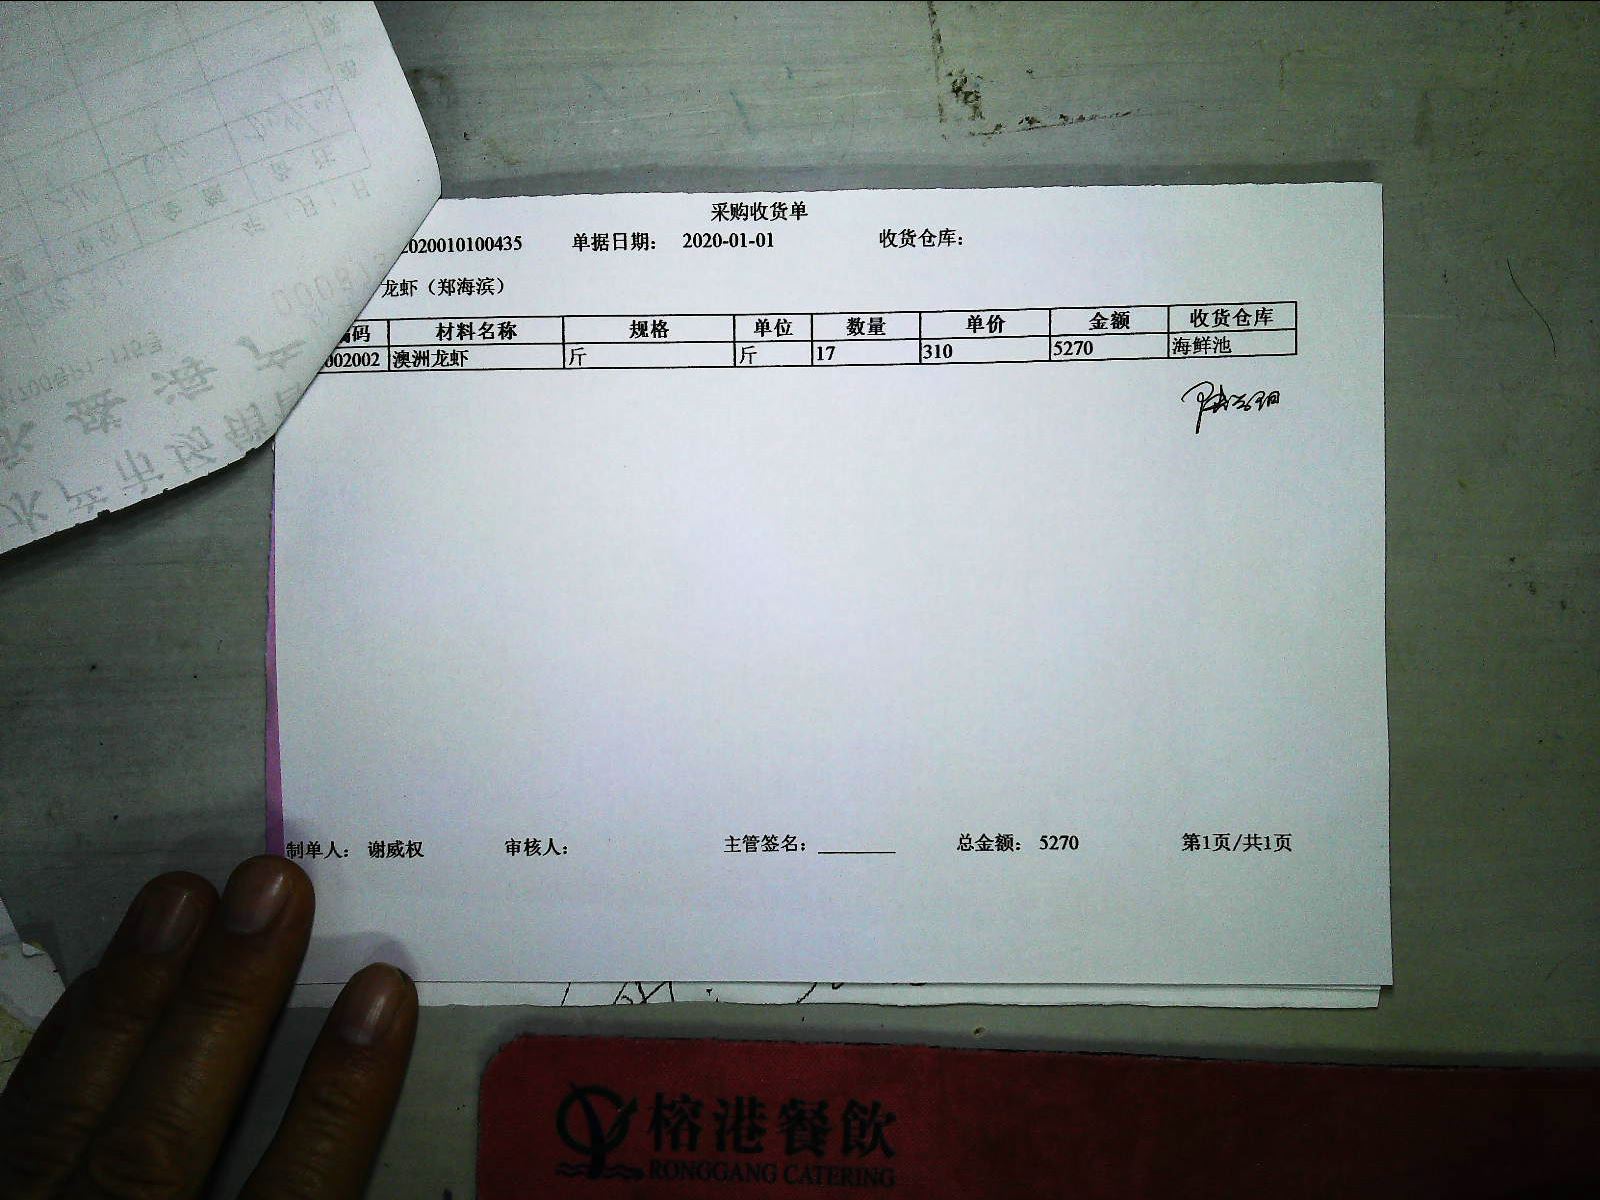 采购收货单
2020010100435 单据日期： 2020-01-01 收货仓库：
龙虾（郑海滨）
编码 材料名称 规格 单位 数量 单价 金额 收货仓库
002002 澳洲龙虾 斤 斤 17 310 5270 海鲜池
制单人： 谢威权 审核人： 主管签名： 总金额： 5270 第1页/共1页
榕港餐飲
RONGGANG CATERING